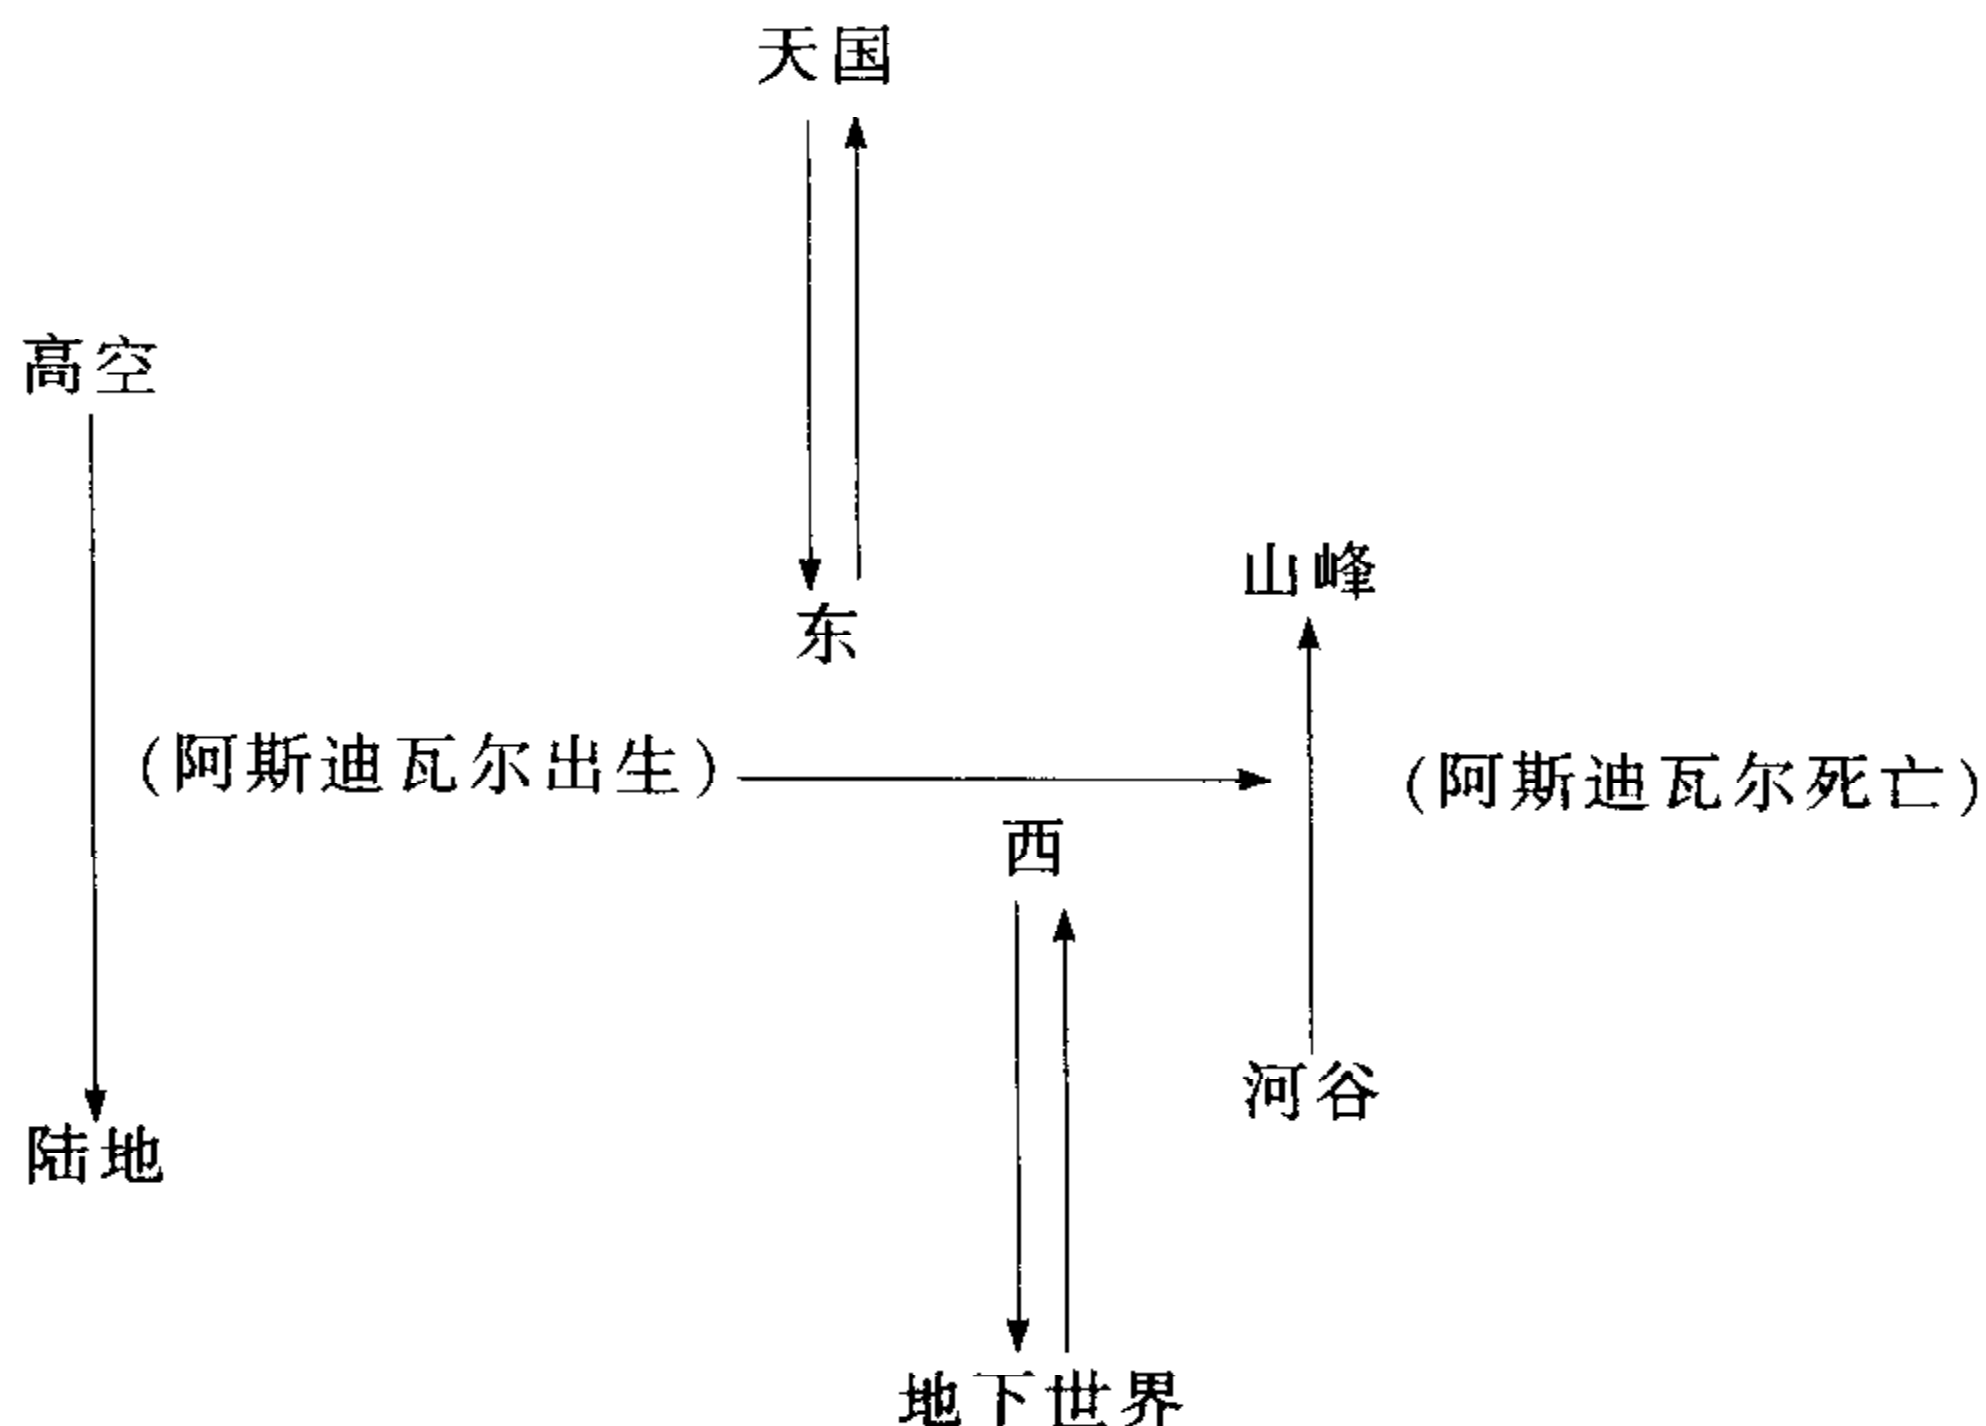 天国
高空
山峰
东
(阿斯迪瓦尔出生)
(阿斯迪瓦尔死亡)
西
河谷
陆地
地下世界